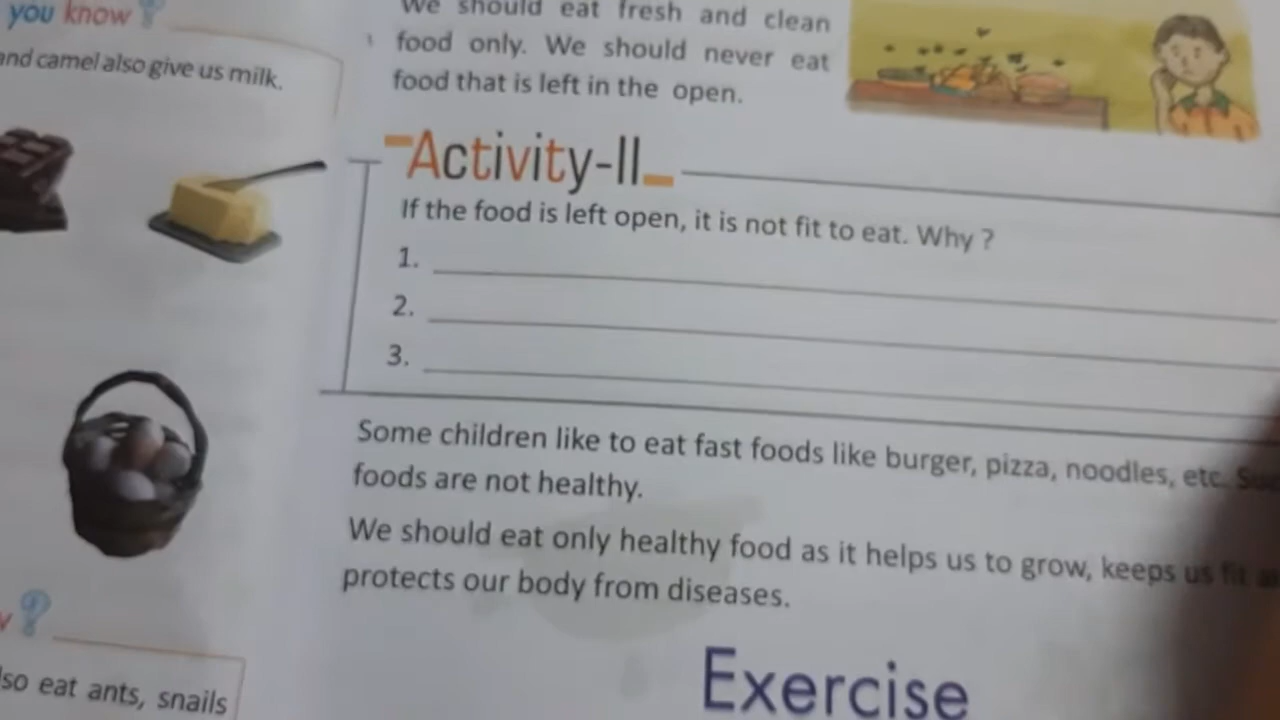 you know
and camel also give us milk.
also eat ants, snails
We should eat fresh and clean
food only. We should never eat
food that is left in the open.
Activity-II
If the food is left open, it is not fit to eat. Why ?
1.
2.
3.
Some children like to eat fast foods like burger, pizza, noodles, etc.
foods are not healthy.
We should eat only healthy food as it helps us to grow, keeps us fit
protects our body from diseases.
Exercise